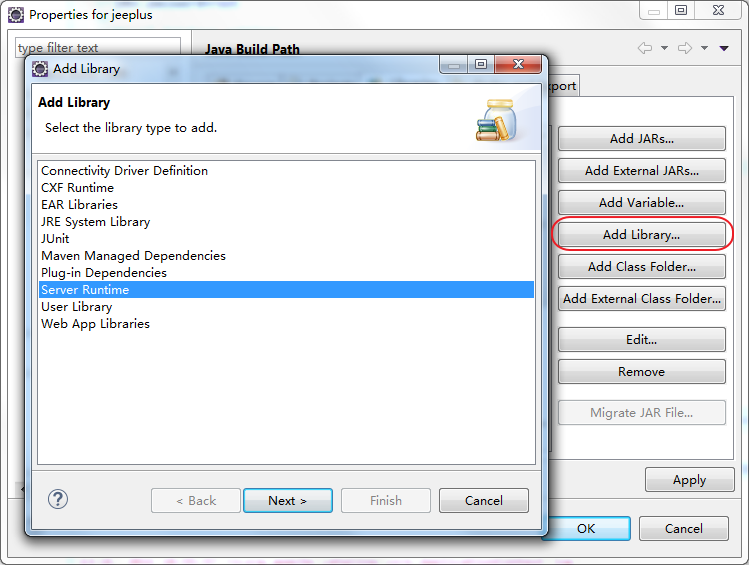 Properties for jeeplus
type filter text
Java Build Path
Add Library
Add Library
Select the library type to add.
Connectivity Driver Definition
CXF Runtime
EAR Libraries
JRE System Library
JUnit
Maven Managed Dependencies
Plug-in Dependencies
Server Runtime
User Library
Web App Libraries
< Back
Next >
Finish
Cancel
xport
Add JARs...
Add External JARs...
Add Variable...
Add Library...
Add Class Folder...
Add External Class Folder...
Edit...
Remove
Migrate JAR File...
Apply
OK
Cancel